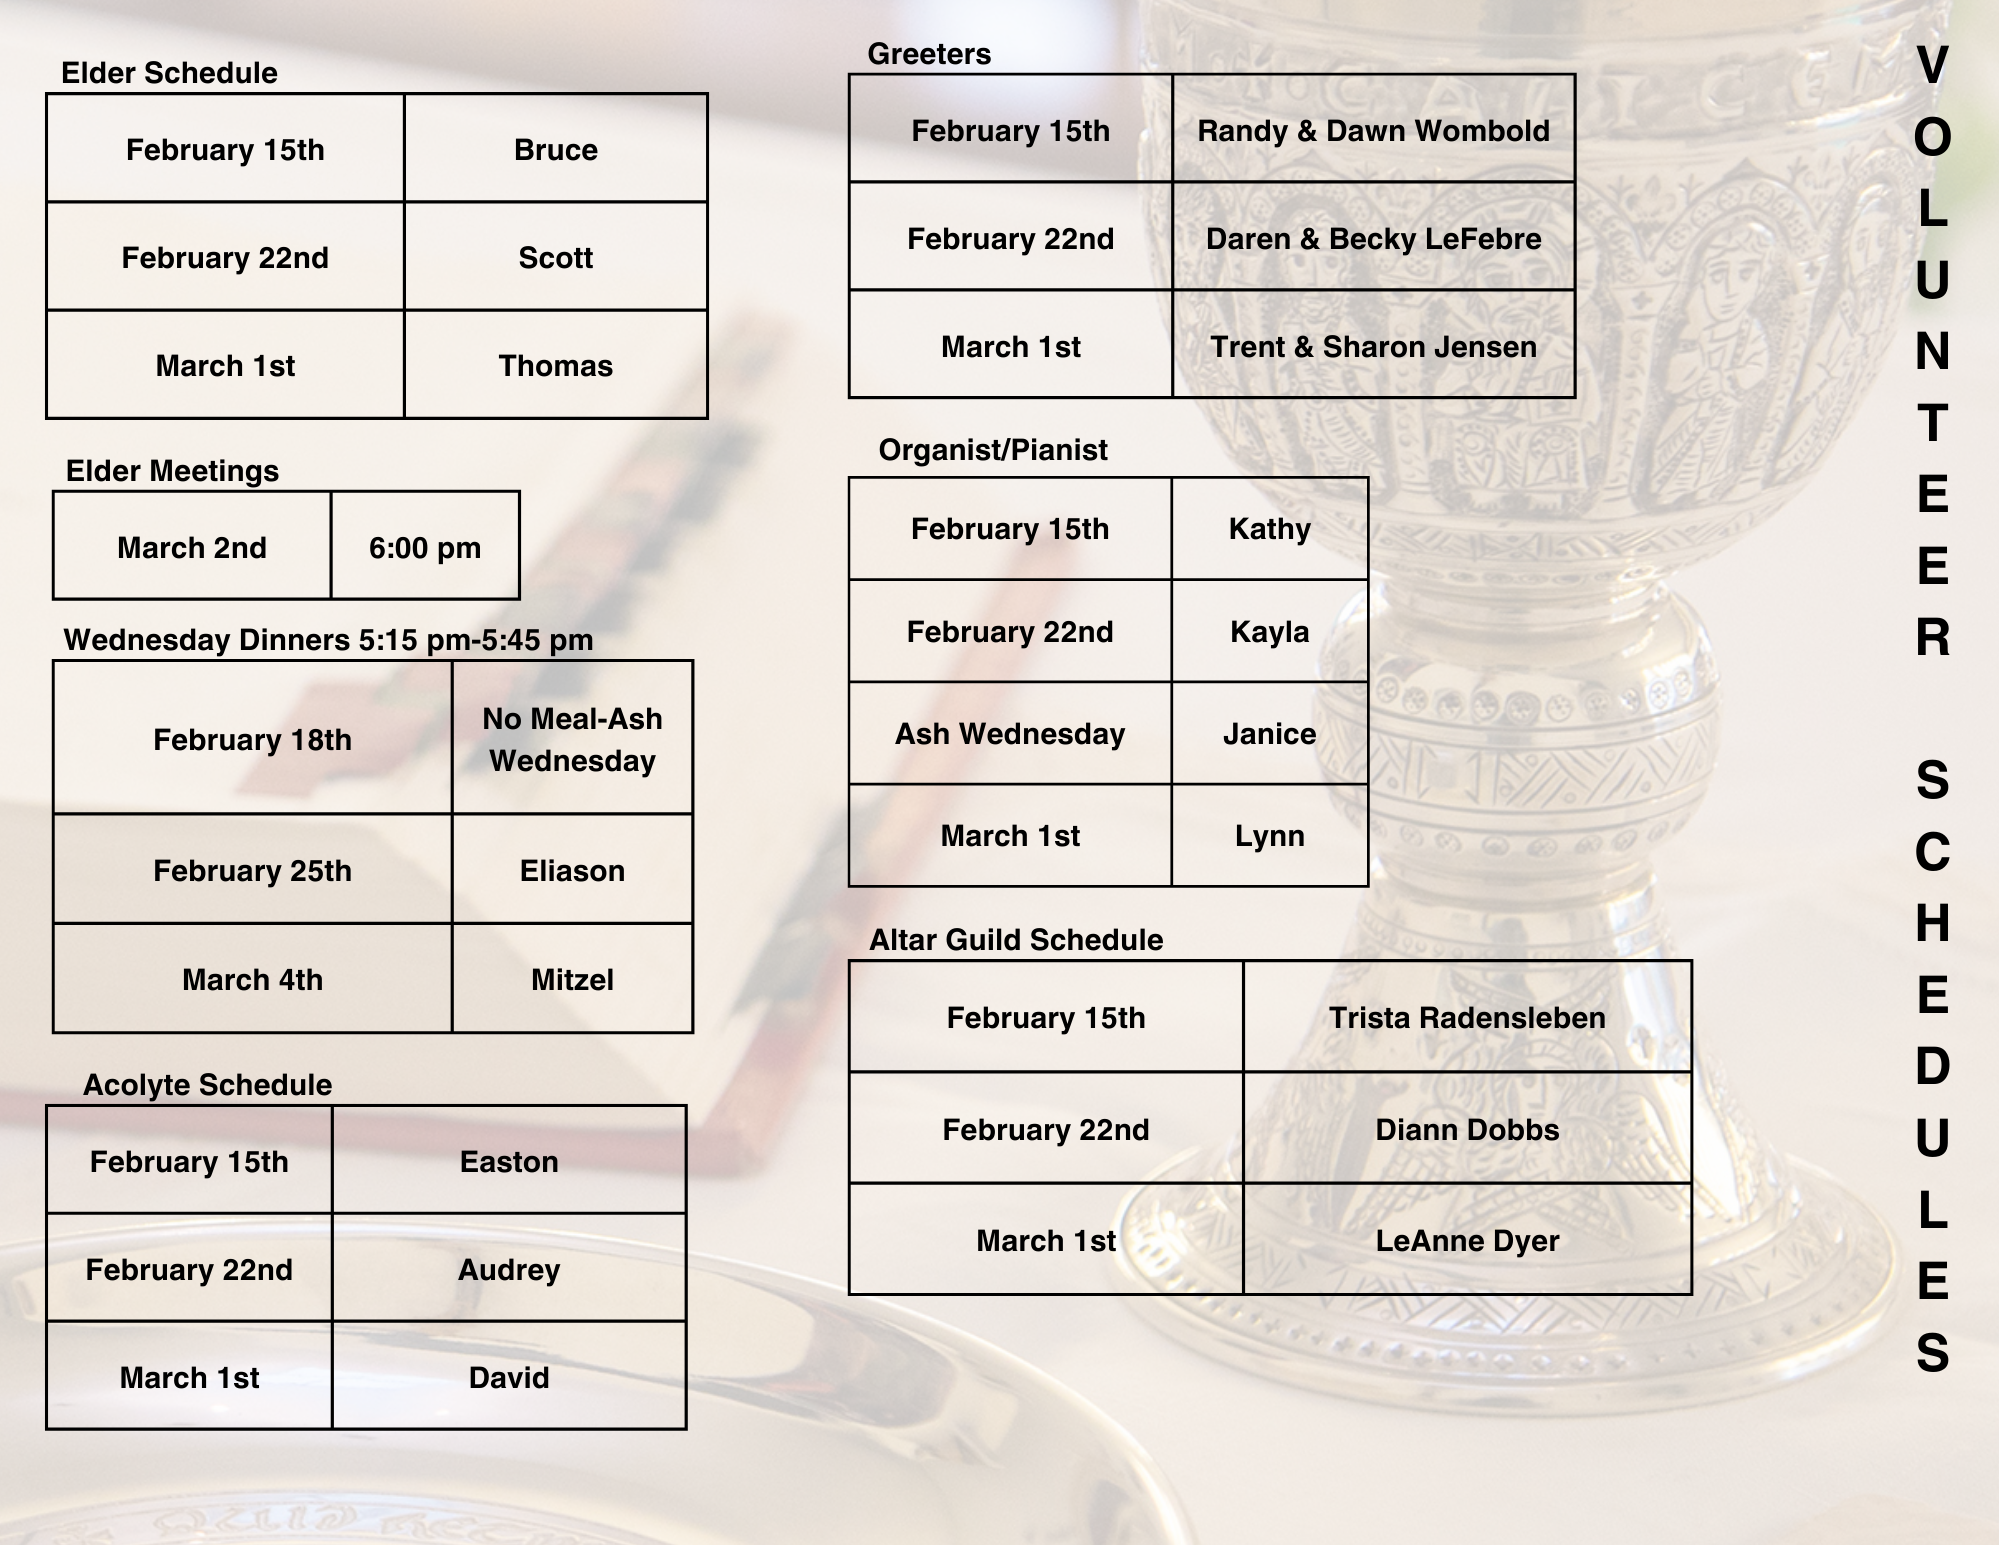 Elder Schedule
February 15th Bruce
February 22nd Scott
March 1st Thomas
Elder Meetings
March 2nd 6:00 pm
Wednesday Dinners 5:15 pm-5:45 pm
February 18th No Meal-Ash
Wednesday
February 25th Eliason
March 4th Mitzel
Acolyte Schedule
February 15th Easton
February 22nd Audrey
March 1st David
Greeters
February 15th Randy & Dawn Wombold
February 22nd Daren & Becky LeFebre
March 1st Trent & Sharon Jensen
Organist/Pianist
February 15th Kathy
February 22nd Kayla
Ash Wednesday Janice
March 1st Lynn
Altar Guild Schedule
February 15th Trista Radensleben
February 22nd Diann Dobbs
March 1st LeAnne Dyer
VOLUNTEER SCHEDULES